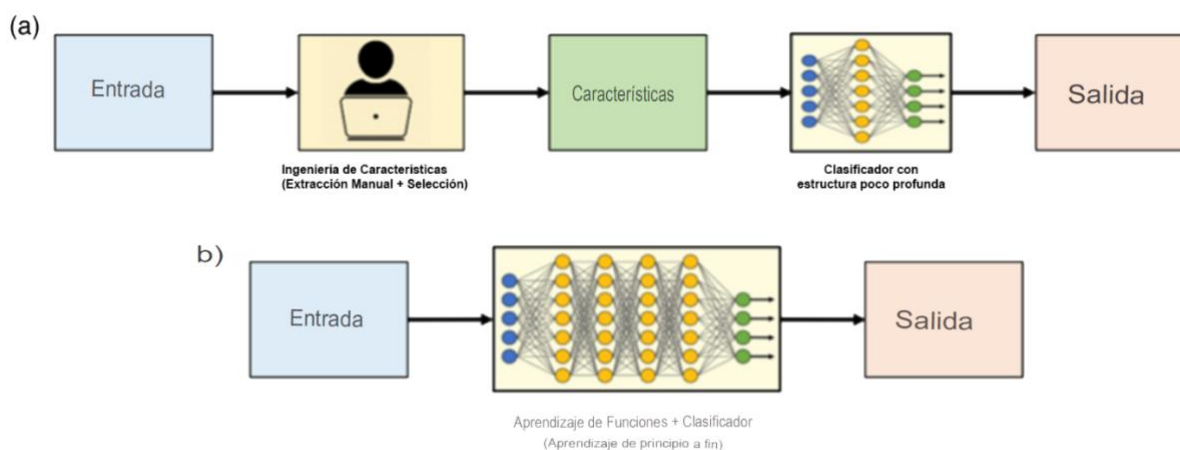 (a)
Entrada
Características
Salida
Ingeniería de Características
(Extracción Manual + Selección)
Clasificador con
estructura poco profunda
b)
Entrada
Salida
Aprendizaje de Funciones + Clasificador
(Aprendizaje de principio a fin)